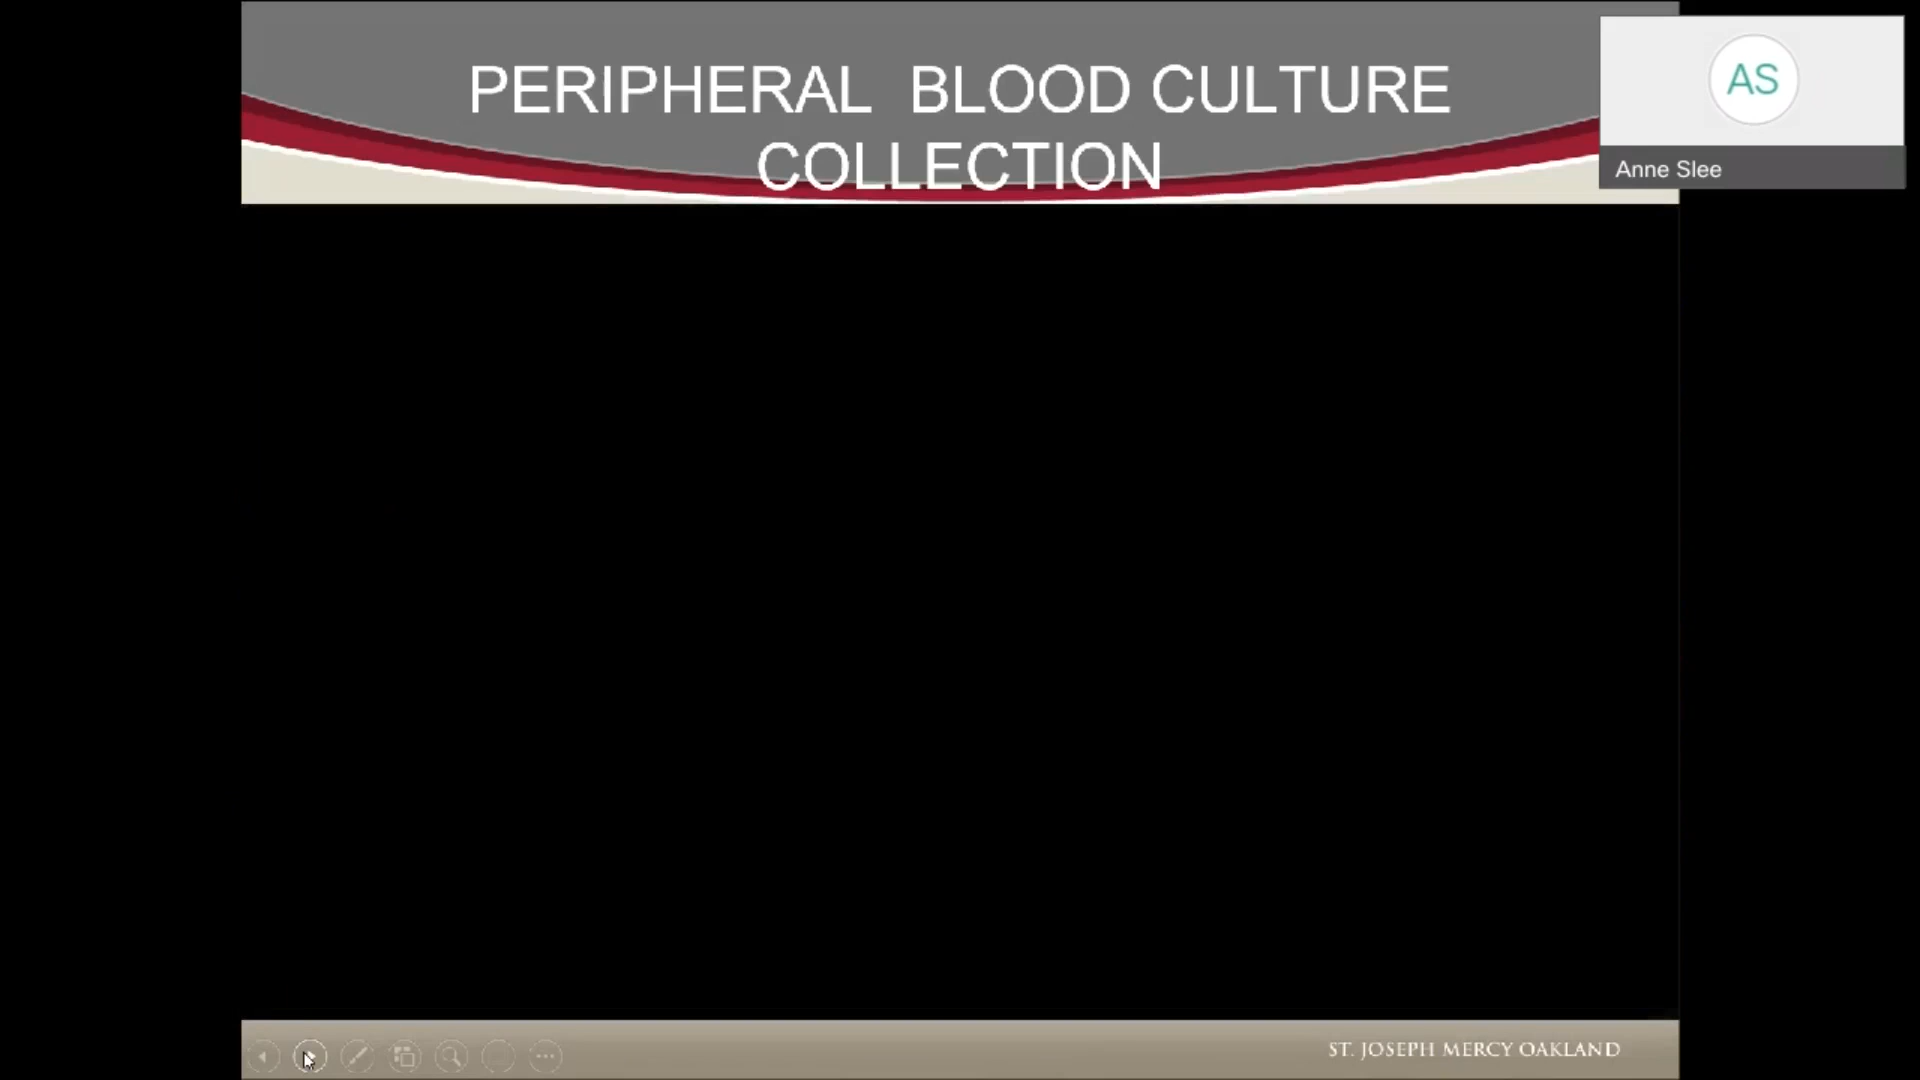 PERIPHERAL BLOOD CULTURE
COLLECTION
AS
Anne Slee
ST. JOSEPH MERCY OAKLAND